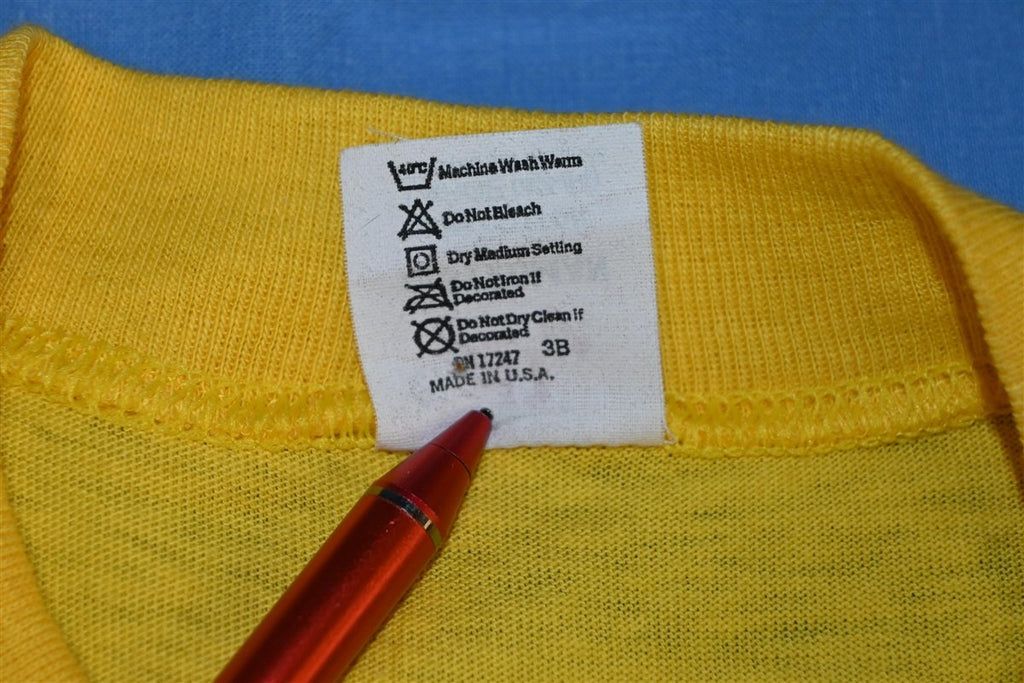 40°C Machine Wash Warm
Do Not Bleach
Dry Medium Setting
Do Not Iron if
Decorated
Do Not Dry Clean if
Decorated
RN 17247 3B
MADE IN U.S.A.